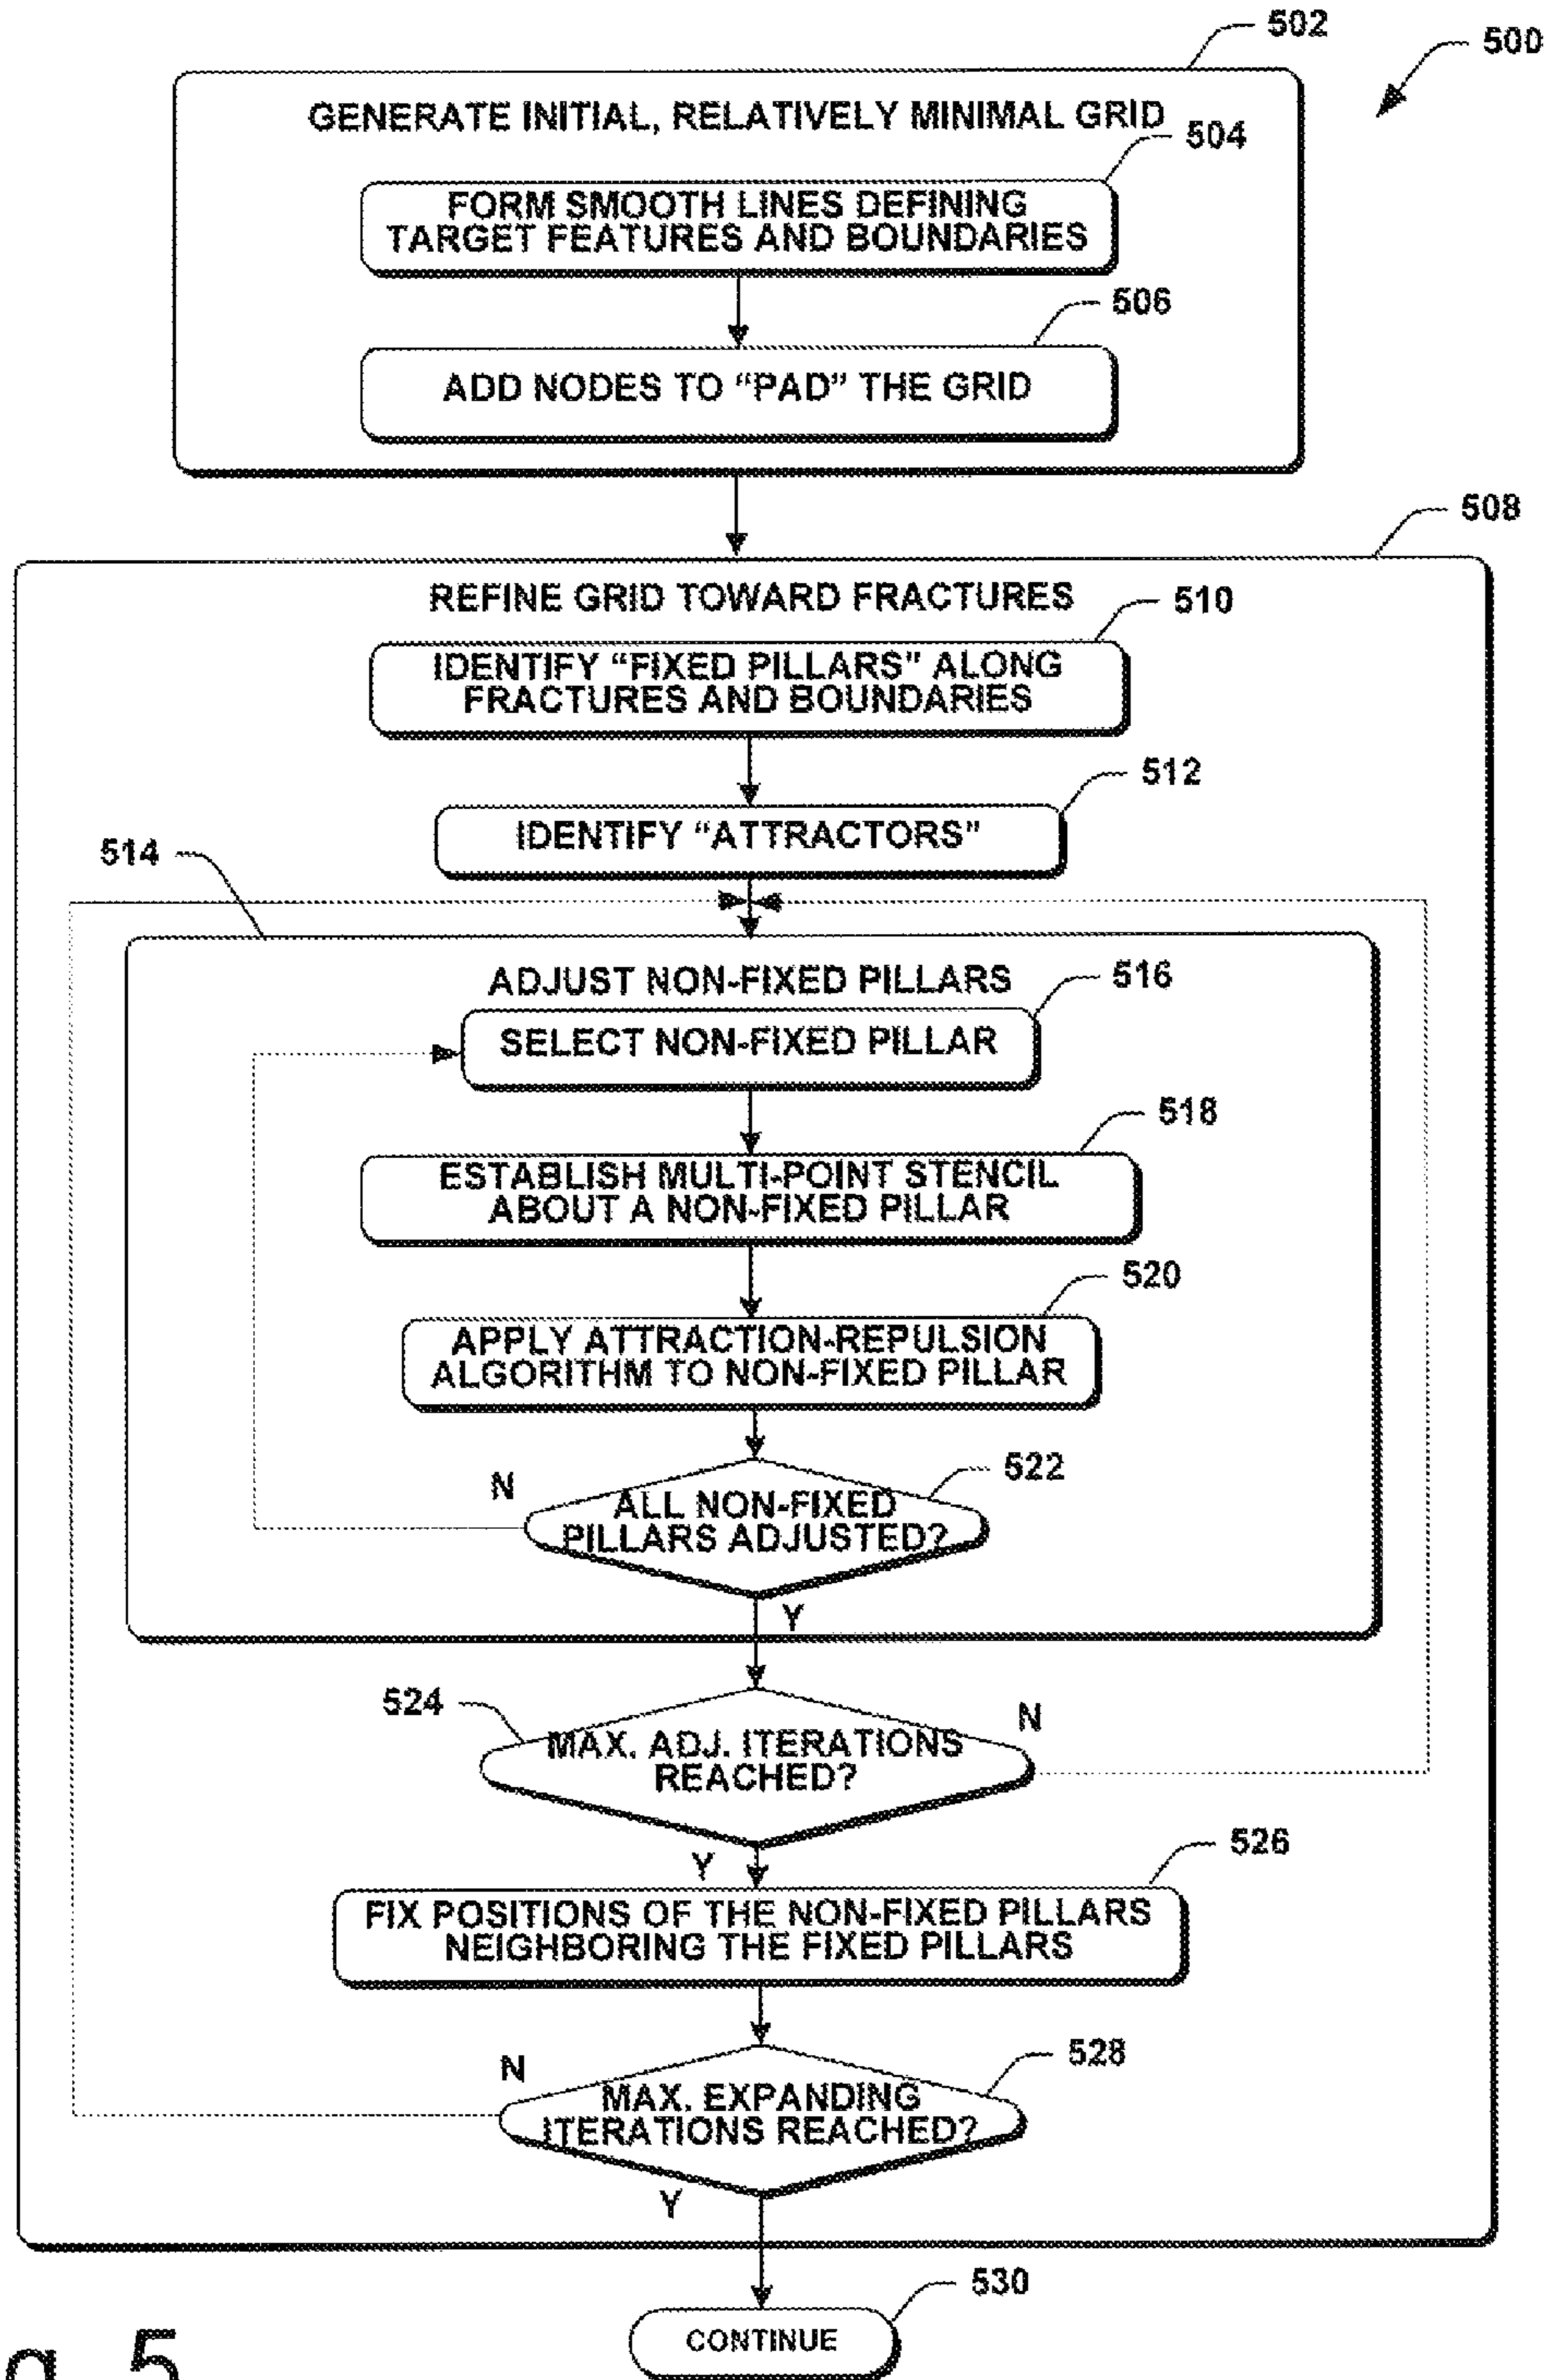 502
500
GENERATE INITIAL, RELATIVELY MINIMAL GRID
504
FORM SMOOTH LINES DEFINING
TARGET FEATURES AND BOUNDARIES
506
ADD NODES TO “PAD” THE GRID
508
REFINE GRID TOWARD FRACTURES
510
IDENTIFY “FIXED PILLARS” ALONG
FRACTURES AND BOUNDARIES
512
IDENTIFY “ATTRACTORS”
514
ADJUST NON-FIXED PILLARS
516
SELECT NON-FIXED PILLAR
518
ESTABLISH MULTI-POINT STENCIL
ABOUT A NON-FIXED PILLAR
520
APPLY ATTRACTION-REPULSION
ALGORITHM TO NON-FIXED PILLAR
522
N
ALL NON-FIXED
PILLARS ADJUSTED?
Y
524
N
MAX. ADJ. ITERATIONS
REACHED?
Y
526
FIX POSITIONS OF THE NON-FIXED PILLARS
NEIGHBORING THE FIXED PILLARS
528
N
MAX. EXPANDING
ITERATIONS REACHED?
Y
530
CONTINUE
g. 5